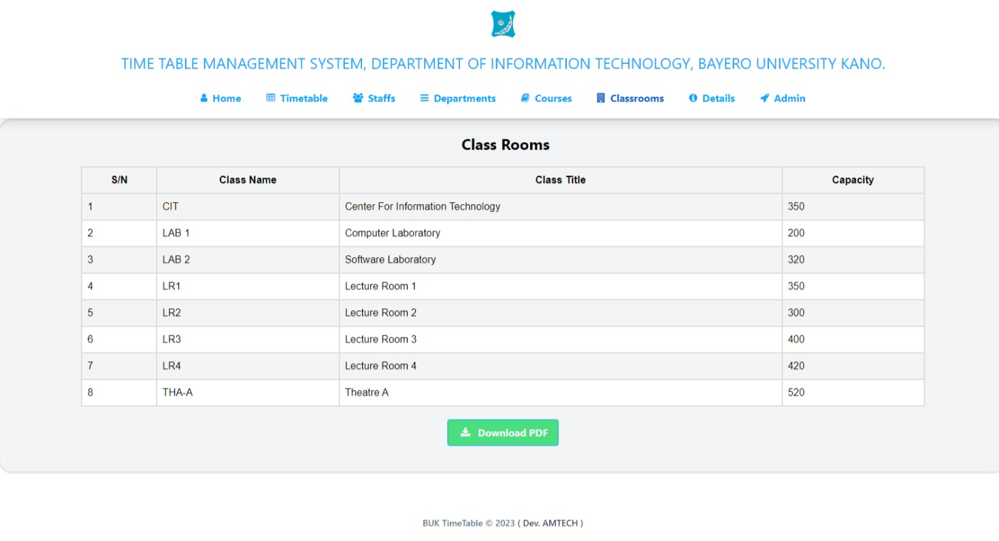 TIME TABLE MANAGEMENT SYSTEM, DEPARTMENT OF INFORMATION TECHNOLOGY, BAYERO UNIVERSITY KANO.
Home Timetable Staffs Departments Courses Classrooms Details Admin
Class Rooms
S/N Class Name Class Title Capacity
1 CIT Center For Information Technology 350
2 LAB 1 Computer Laboratory 200
3 LAB 2 Software Laboratory 320
4 LR1 Lecture Room 1 350
5 LR2 Lecture Room 2 300
6 LR3 Lecture Room 3 400
7 LR4 Lecture Room 4 420
8 THA-A Theatre A 520
Download PDF
BUK TimeTable © 2023 ( Dev. AMTECH )